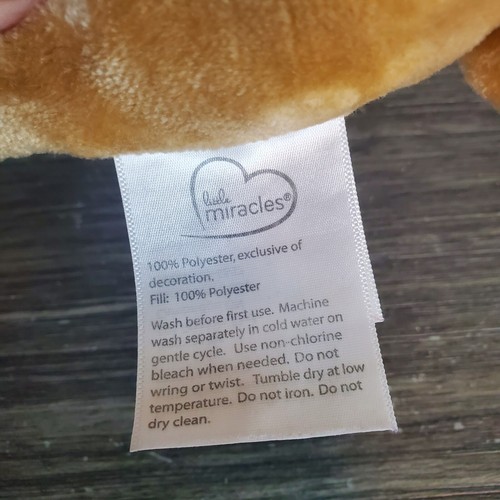 little
miracles®
100% Polyester, exclusive of
decoration.
Fill: 100% Polyester
Wash before first use. Machine
wash separately in cold water on
gentle cycle. Use non-chlorine
bleach when needed. Do not
wring or twist. Tumble dry at low
temperature. Do not iron. Do not
dry clean.